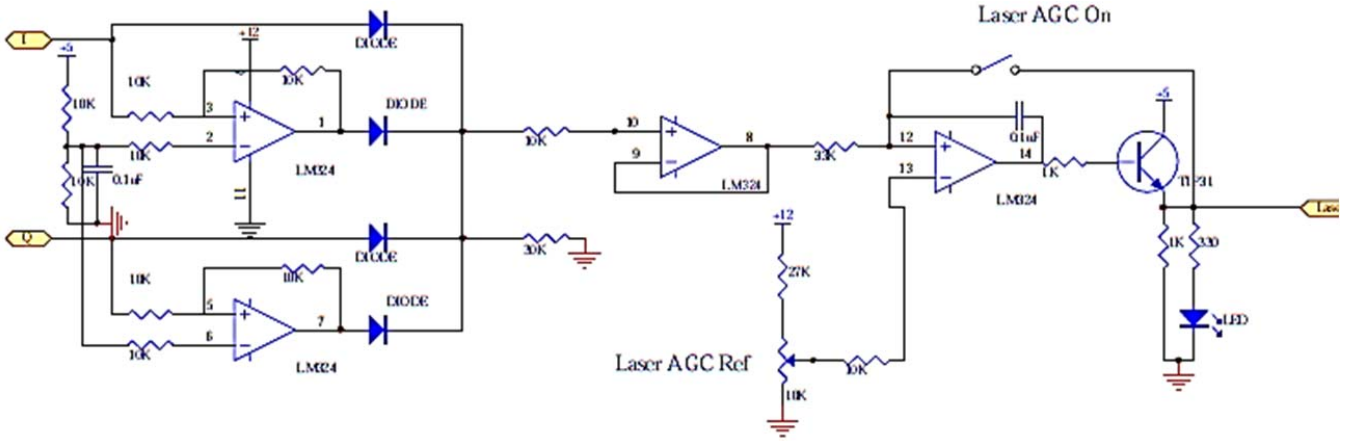 Laser AGC On
I
+5
+12
DIODE
10K
10K
10K
3
2
1
10K
LM324
11
DIODE
10K
0.1uF
10
9
8
10K
LM324
33K
12
13
14
0.1uF
1K
LM324
+5
TIP31
Q
DIODE
20K
10K
10K
5
6
7
10K
LM324
DIODE
+12
27K
Laser AGC Ref
10K
10K
1K
330
LED